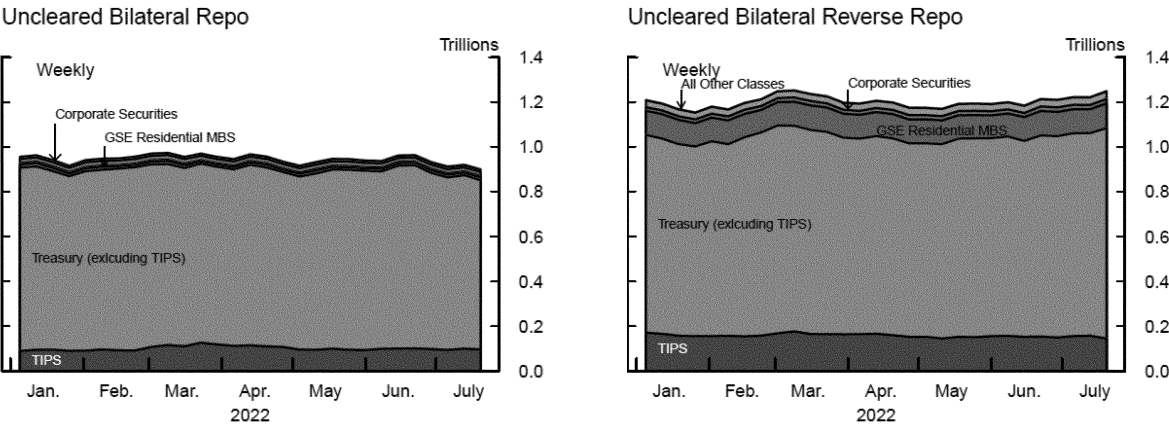 Uncleared Bilateral Repo
Trillions
Weekly
Corporate Securities
GSE Residential MBS
Treasury (exlcuding TIPS)
TIPS
1.4
1.2
1.0
0.8
0.6
0.4
0.2
0.0
Jan. Feb. Mar. Apr. May Jun. July
2022
Uncleared Bilateral Reverse Repo
Trillions
Weekly
All Other Classes
Corporate Securities
GSE Residential MBS
Treasury (exlcuding TIPS)
TIPS
1.4
1.2
1.0
0.8
0.6
0.4
0.2
0.0
Jan. Feb. Mar. Apr. May Jun. July
2022